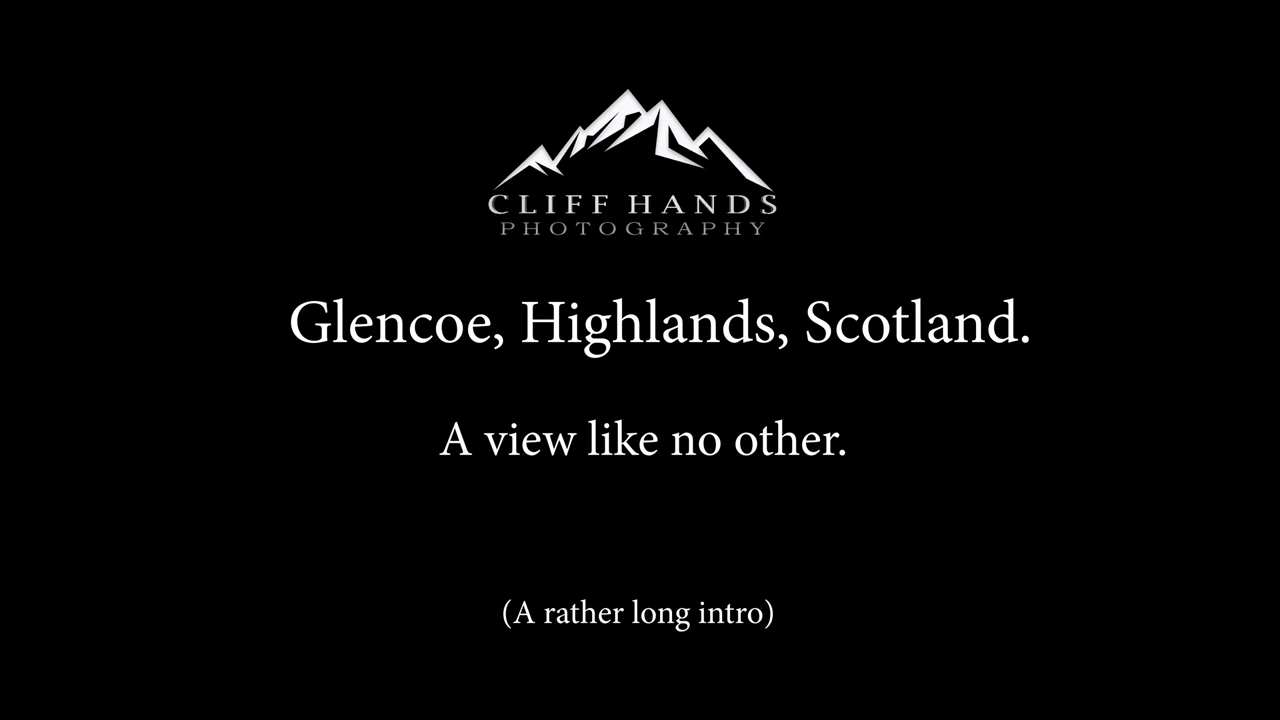 CLIFF HANDS
PHOTOGRAPHY
Glencoe, Highlands, Scotland.
A view like no other.
(A rather long intro)